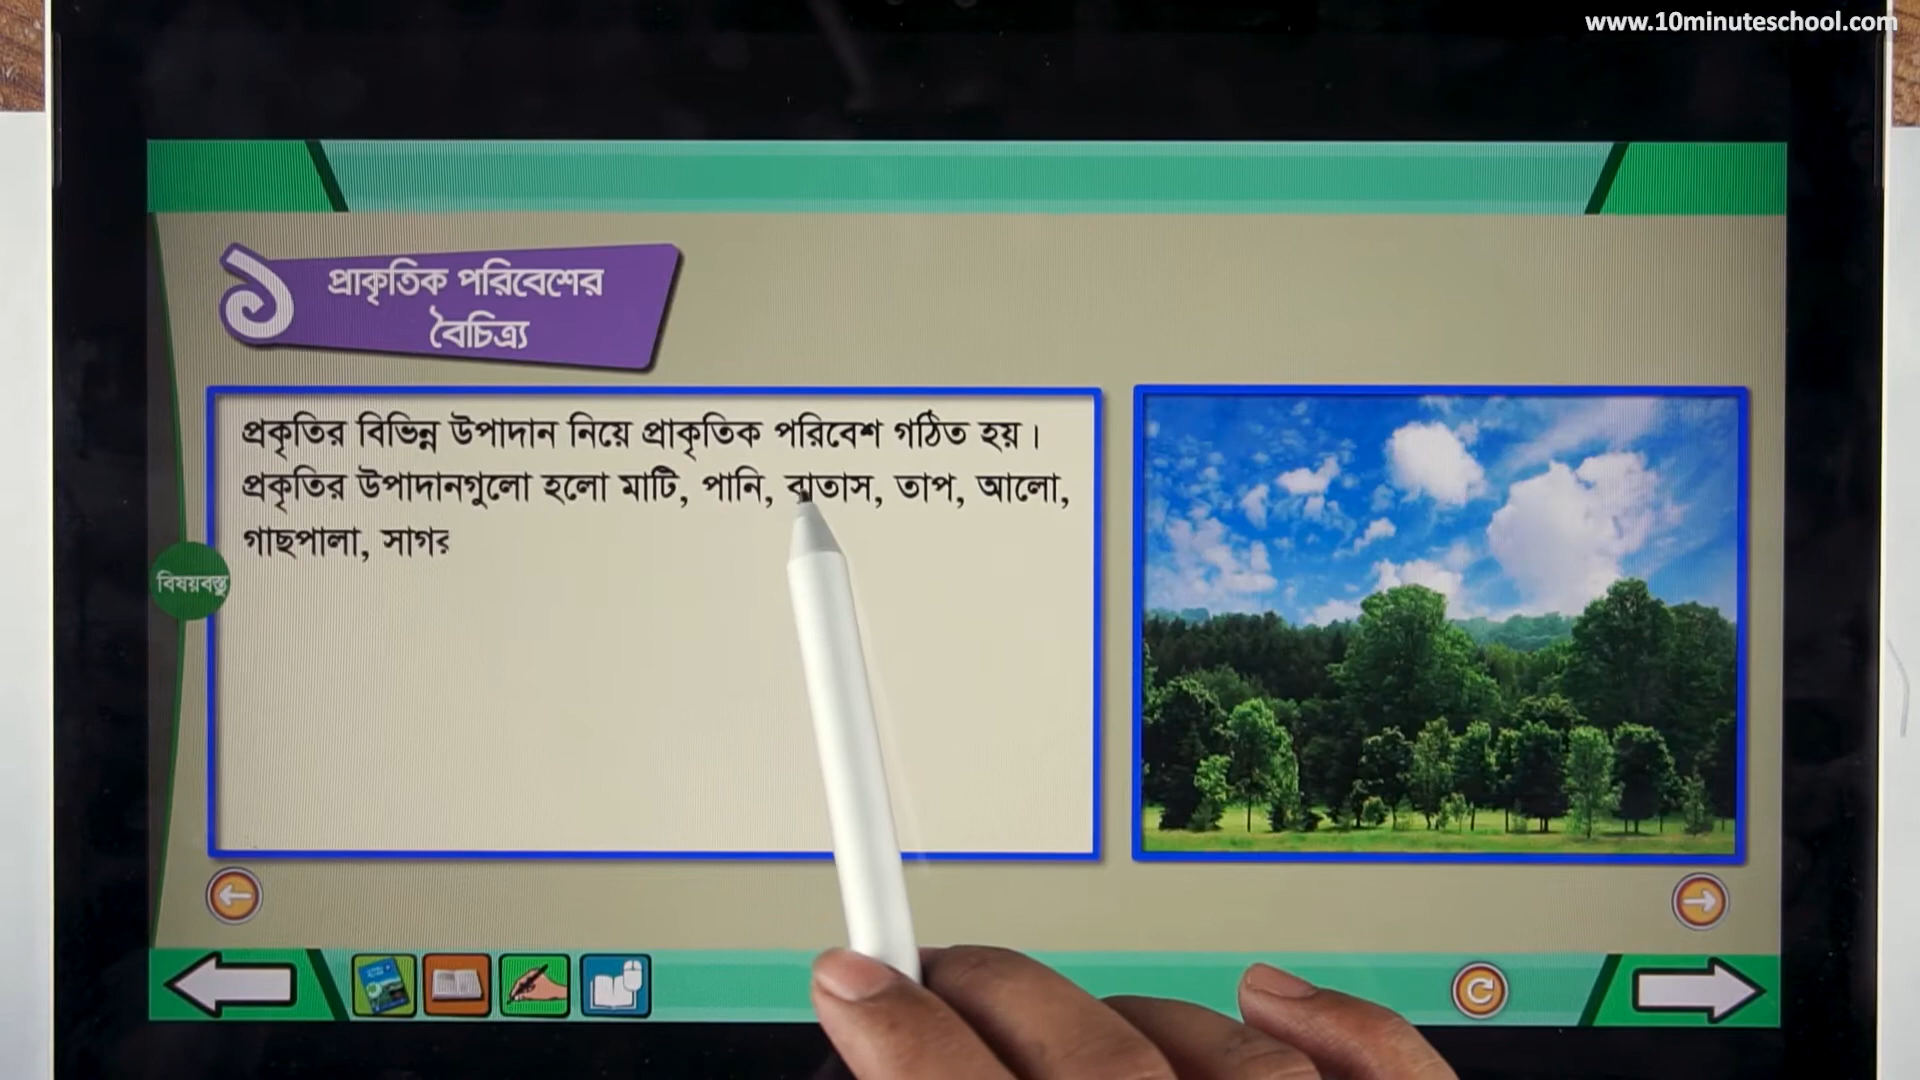 www.10minuteschool.com
১
প্রাকৃতিক পরিবেশের
বৈচিত্র্য
প্রকৃতির বিভিন্ন উপাদান নিয়ে প্রাকৃতিক পরিবেশ গঠিত হয়।
প্রকৃতির উপাদানগুলো হলো মাটি, পানি, বাতাস, তাপ, আলো,
গাছপালা, সাগর
বিষয়বস্তু